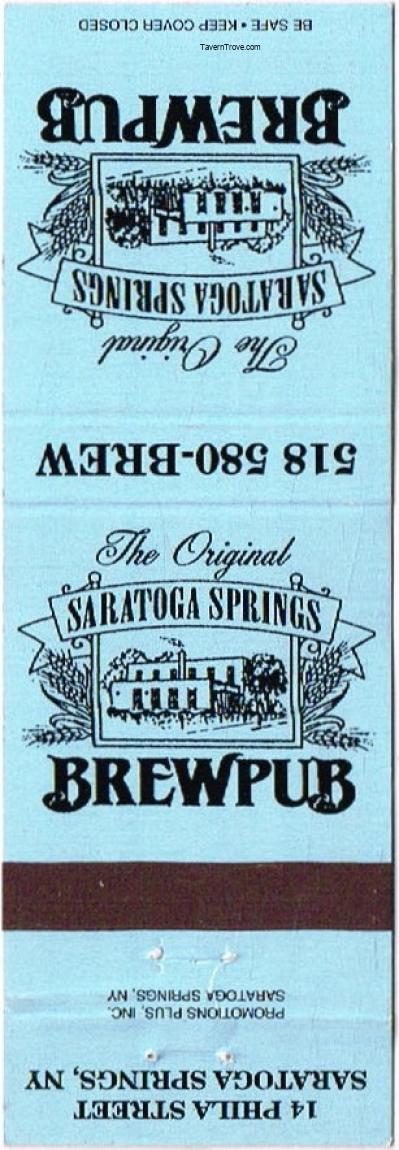 BE SAFE • KEEP COVER CLOSED
TavernTrove.com
The Original
SARATOGA SPRINGS
BREWPUB
518 580-BREW
The Original
SARATOGA SPRINGS
BREWPUB
PROMOTIONS PLUS, INC.
SARATOGA SPRINGS, NY
14 PHILA STREET
SARATOGA SPRINGS, NY